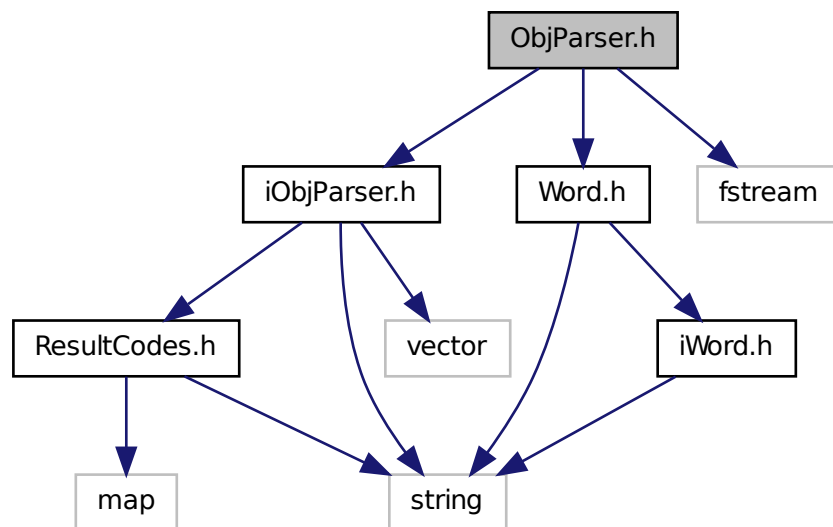 ObjParser.h
iObjParser.h
Word.h
fstream
ResultCodes.h
vector
iWord.h
map
string